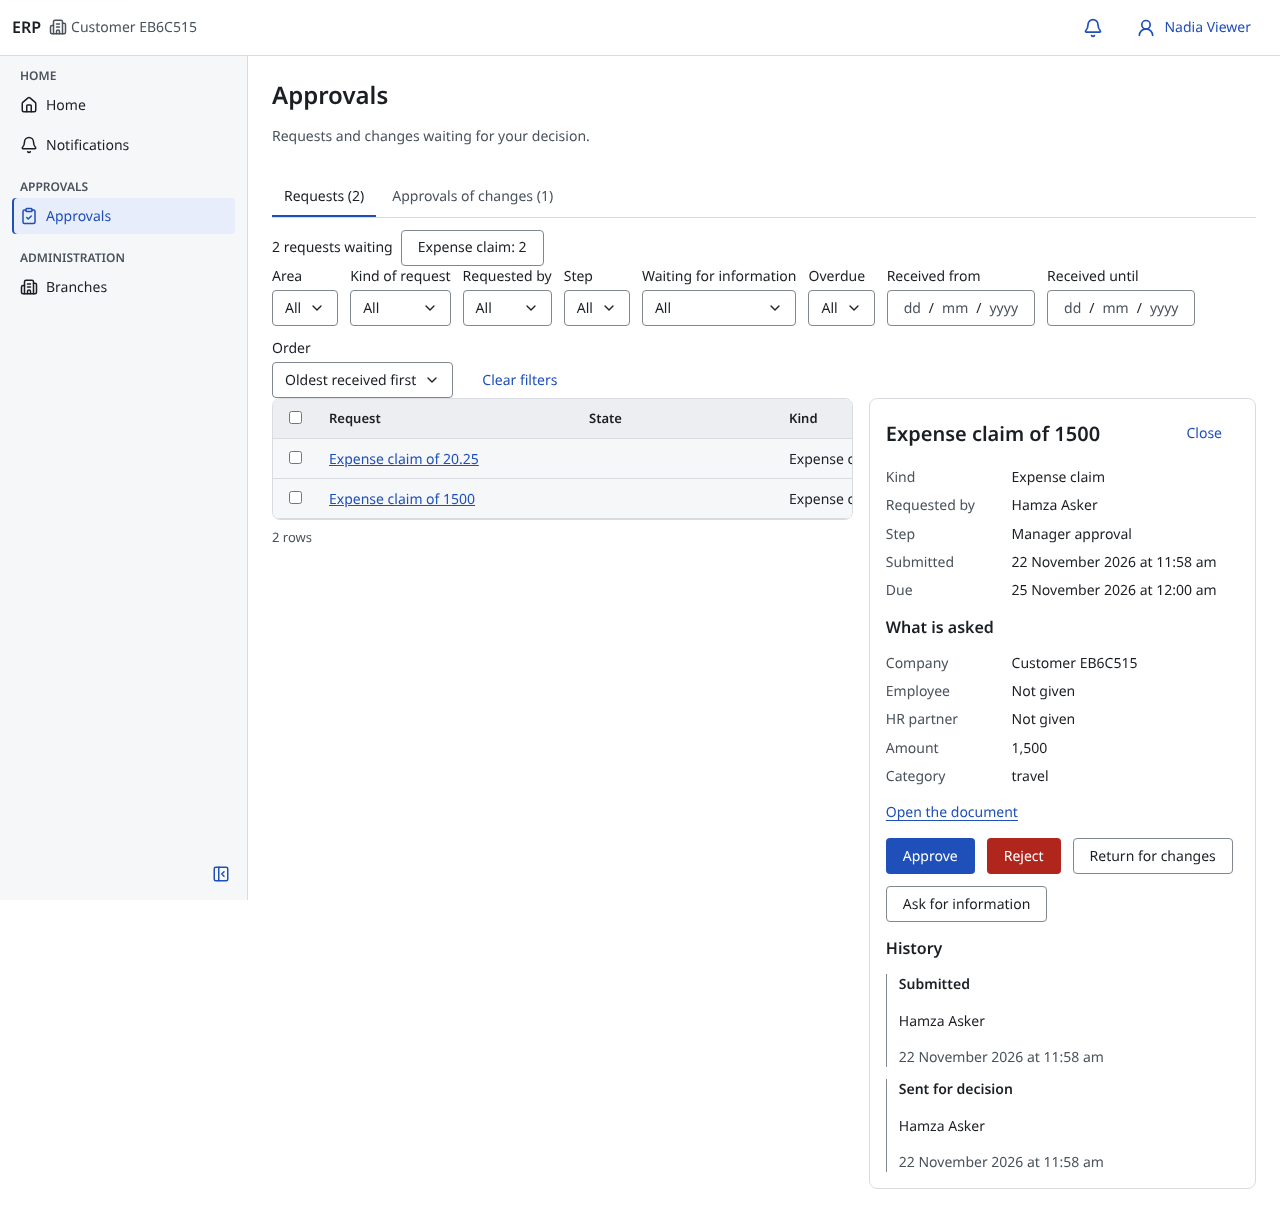 ERP Customer EB6C515 Nadia Viewer
HOME
Home
Notifications
APPROVALS
Approvals
ADMINISTRATION
Branches
Approvals
Requests and changes waiting for your decision.
Requests (2) Approvals of changes (1)
2 requests waiting Expense claim: 2
Area Kind of request Requested by Step Waiting for information Overdue Received from Received until
All All All All All All dd / mm / yyyy dd / mm / yyyy
Order
Oldest received first Clear filters
Request State Kind
Expense claim of 20.25 Expense c
Expense claim of 1500 Expense c
2 rows
Expense claim of 1500 Close
Kind Expense claim
Requested by Hamza Asker
Step Manager approval
Submitted 22 November 2026 at 11:58 am
Due 25 November 2026 at 12:00 am
What is asked
Company Customer EB6C515
Employee Not given
HR partner Not given
Amount 1,500
Category travel
Open the document
Approve Reject Return for changes
Ask for information
History
Submitted
Hamza Asker
22 November 2026 at 11:58 am
Sent for decision
Hamza Asker
22 November 2026 at 11:58 am